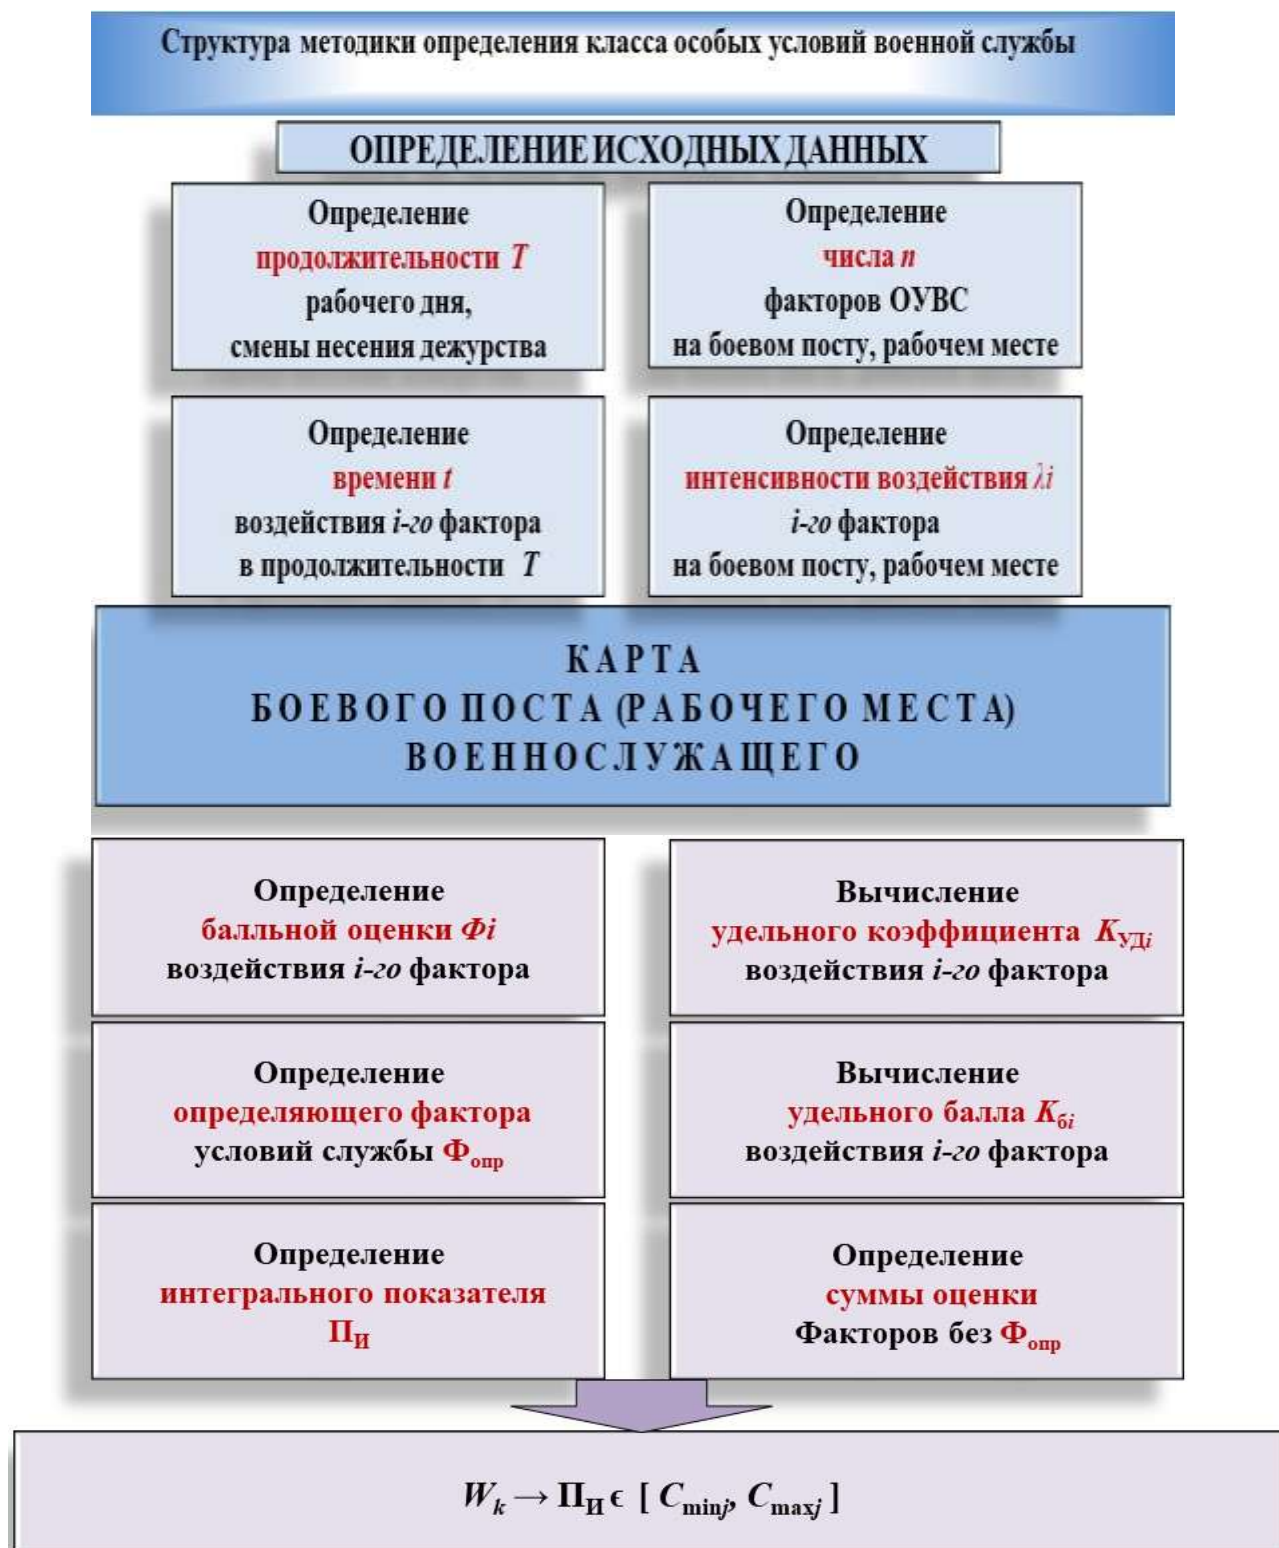 Структура методики определения класса особых условий военной службы
ОПРЕДЕЛЕНИЕ ИСХОДНЫХ ДАННЫХ
Определение
продолжительности T
рабочего дня,
смены несения дежурства
Определение
числа n
факторов ОУВС
на боевом посту, рабочем месте
Определение
времени t
воздействия i-го фактора
в продолжительности T
Определение
интенсивности воздействия λi
i-го фактора
на боевом посту, рабочем месте
КАРТА
БОЕВОГО ПОСТА (РАБОЧЕГО МЕСТА)
ВОЕННОСЛУЖАЩЕГО
Определение
балльной оценки Фi
воздействия i-го фактора
Вычисление
удельного коэффициента KУДi
воздействия i-го фактора
Определение
определяющего фактора
условий службы Фопр
Вычисление
удельного балла Kбi
воздействия i-го фактора
Определение
интегрального показателя
ПИ
Определение
суммы оценки
Факторов без Фопр
Wk → ПИ ϵ [ Cminj, Cmaxj ]